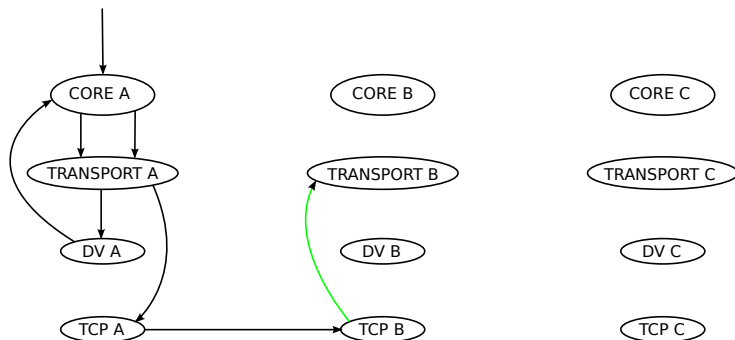 CORE A
CORE B
CORE C
TRANSPORT A
TRANSPORT B
TRANSPORT C
DV A
DV B
DV C
TCP A
TCP B
TCP C